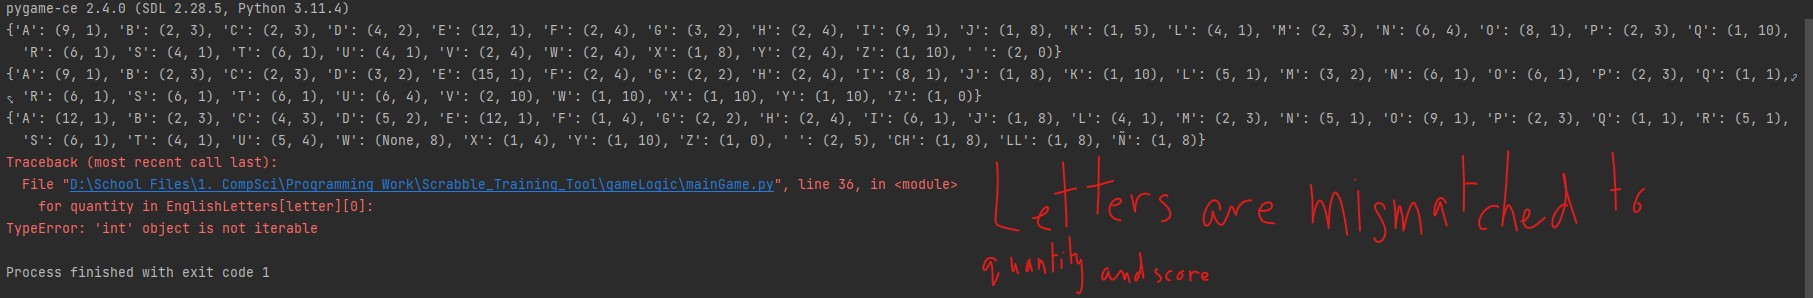 pygame-ce 2.4.0 (SDL 2.28.5, Python 3.11.4)
{'A': (9, 1), 'B': (2, 3), 'C': (2, 3), 'D': (4, 2), 'E': (12, 1), 'F': (2, 4), 'G': (3, 2), 'H': (2, 4), 'I': (9, 1), 'J': (1, 8), 'K': (1, 5), 'L': (4, 1), 'M': (2, 3), 'N': (6, 4), 'O': (8, 1), 'P': (2, 3), 'Q': (1, 10),
'R': (6, 1), 'S': (4, 1), 'T': (6, 1), 'U': (4, 1), 'V': (2, 4), 'W': (2, 4), 'X': (1, 8), 'Y': (2, 4), 'Z': (1, 10), ' ': (2, 0)}
{'A': (9, 1), 'B': (2, 3), 'C': (2, 3), 'D': (3, 2), 'E': (15, 1), 'F': (2, 4), 'G': (2, 2), 'H': (2, 4), 'I': (8, 1), 'J': (1, 8), 'K': (1, 10), 'L': (5, 1), 'M': (3, 2), 'N': (6, 1), 'O': (6, 1), 'P': (2, 3), 'Q': (1, 1),
'R': (6, 1), 'S': (6, 1), 'T': (6, 1), 'U': (6, 4), 'V': (2, 10), 'W': (1, 10), 'X': (1, 10), 'Y': (1, 10), 'Z': (1, 0)}
{'A': (12, 1), 'B': (2, 3), 'C': (4, 3), 'D': (5, 2), 'E': (12, 1), 'F': (1, 4), 'G': (2, 2), 'H': (2, 4), 'I': (6, 1), 'J': (1, 8), 'L': (4, 1), 'M': (2, 3), 'N': (5, 1), 'O': (9, 1), 'P': (2, 3), 'Q': (1, 1), 'R': (5, 1),
'S': (6, 1), 'T': (4, 1), 'U': (5, 4), 'W': (None, 8), 'X': (1, 4), 'Y': (1, 10), 'Z': (1, 0), ' ': (2, 5), 'CH': (1, 8), 'LL': (1, 8), 'Ñ': (1, 8)}
Traceback (most recent call last):
File "D:\School Files\1. CompSci\Programming Work\Scrabble_Training_Tool\gameLogic\mainGame.py", line 36, in <module>
for quantity in EnglishLetters[letter][0]:
TypeError: 'int' object is not iterable
Process finished with exit code 1
Letters are mismatched to
quantity and score